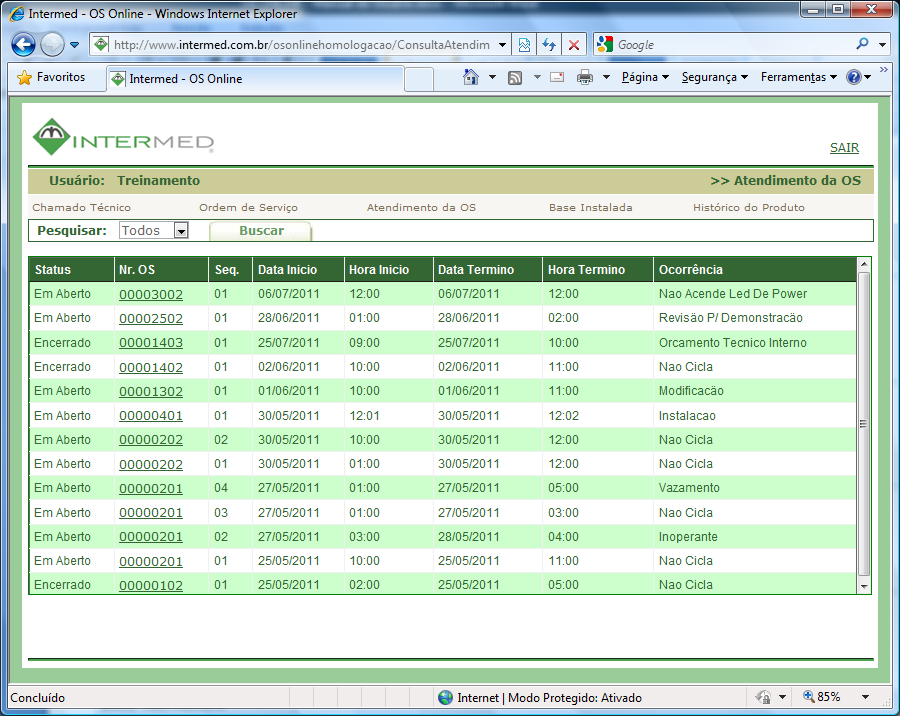 Intermed - OS Online - Windows Internet Explorer
http://www.intermed.com.br/osonlinehomologacao/ConsultaAtendim
Google
Favoritos
Intermed - OS Online
Página Segurança Ferramentas
INTERMED
SAIR
Usuário: Treinamento >> Atendimento da OS
Chamado Técnico Ordem de Serviço Atendimento da OS Base Instalada Histórico do Produto
Pesquisar: Todos Buscar
Status Nr. OS Seq. Data Inicio Hora Inicio Data Termino Hora Termino Ocorrência
Em Aberto 00003002 01 06/07/2011 12:00 06/07/2011 12:00 Nao Acende Led De Power
Em Aberto 00002502 01 28/06/2011 01:00 28/06/2011 02:00 Revisão P/ Demonstracão
Encerrado 00001403 01 25/07/2011 09:00 25/07/2011 10:00 Orcamento Tecnico Interno
Encerrado 00001402 01 02/06/2011 10:00 02/06/2011 11:00 Nao Cicla
Em Aberto 00001302 01 01/06/2011 10:00 01/06/2011 11:00 Modificacão
Em Aberto 00000401 01 30/05/2011 12:01 30/05/2011 12:02 Instalacao
Em Aberto 00000202 02 30/05/2011 10:00 30/05/2011 12:00 Nao Cicla
Em Aberto 00000202 01 30/05/2011 01:00 30/05/2011 12:00 Nao Cicla
Em Aberto 00000201 04 27/05/2011 01:00 27/05/2011 05:00 Vazamento
Em Aberto 00000201 03 27/05/2011 01:00 27/05/2011 03:00 Nao Cicla
Em Aberto 00000201 02 27/05/2011 03:00 28/05/2011 04:00 Inoperante
Em Aberto 00000201 01 25/05/2011 10:00 25/05/2011 11:00 Nao Cicla
Encerrado 00000102 01 25/05/2011 02:00 25/05/2011 05:00 Nao Cicla
Concluído Internet | Modo Protegido: Ativado 85%